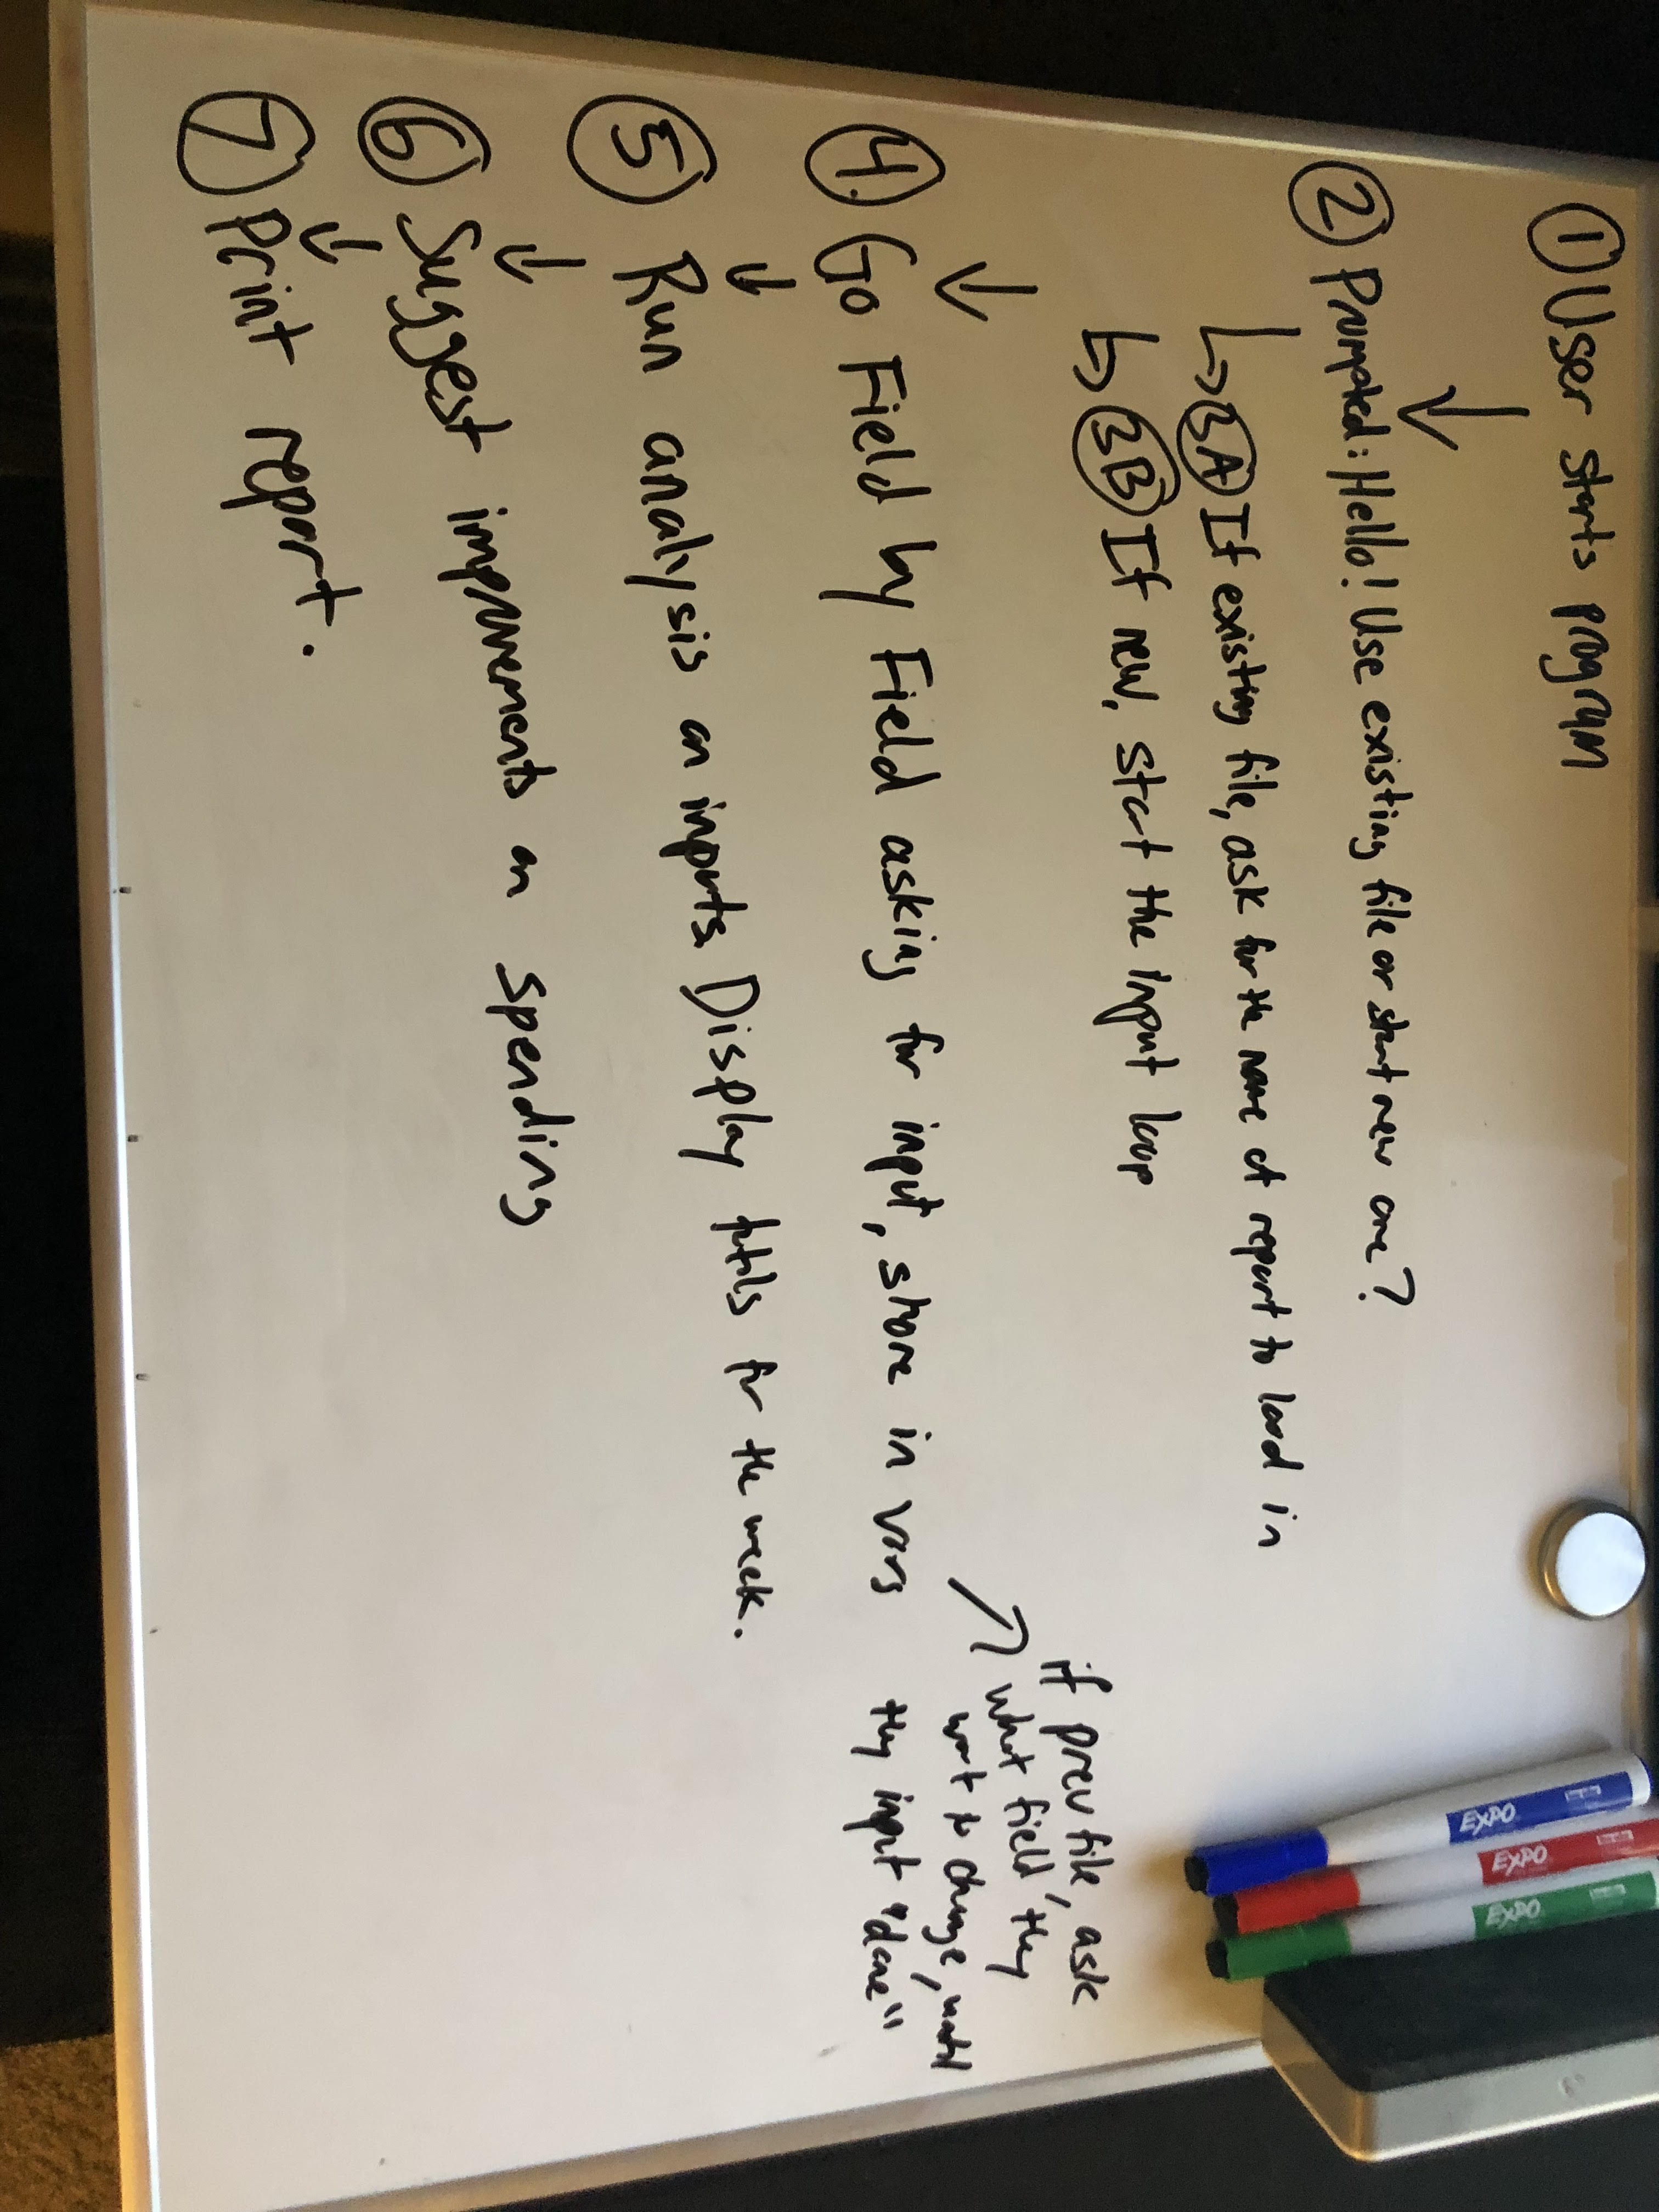 ① User starts program
② Prompted: Hello! Use existing file or start new one?
3A If existing file, ask for the name of report to load in
3B If new, start the input loop
④. Go Field by Field asking for input, store in vars
if prev file, ask
what field they
want to change, until
they input "done"
⑤ Run analysis on inputs. Display totals for the week.
⑥ Suggest improvements on spending
⑦ Print report.
EXPO
EXPO
EXPO